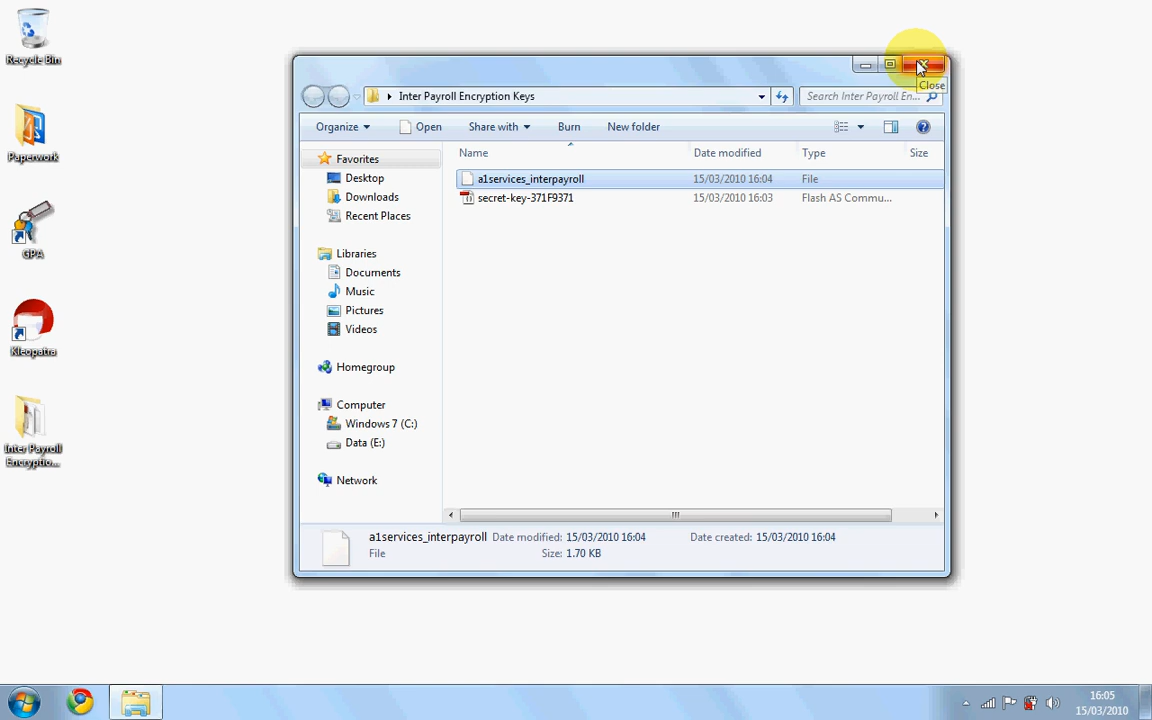 Recycle Bin
Paperwork
GPA
Kleopatra
Inter Payroll
Encryptio...
Close
Inter Payroll Encryption Keys
Search Inter Payroll En...
Organize
Open
Share with
Burn
New folder
Favorites
Desktop
Downloads
Recent Places
Libraries
Documents
Music
Pictures
Videos
Homegroup
Computer
Windows 7 (C:)
Data (E:)
Network
Name Date modified Type Size
a1services_interpayroll 15/03/2010 16:04 File
secret-key-371F9371 15/03/2010 16:03 Flash AS Commu...
a1services_interpayroll Date modified: 15/03/2010 16:04 Date created: 15/03/2010 16:04
File Size: 1.70 KB
16:05
15/03/2010